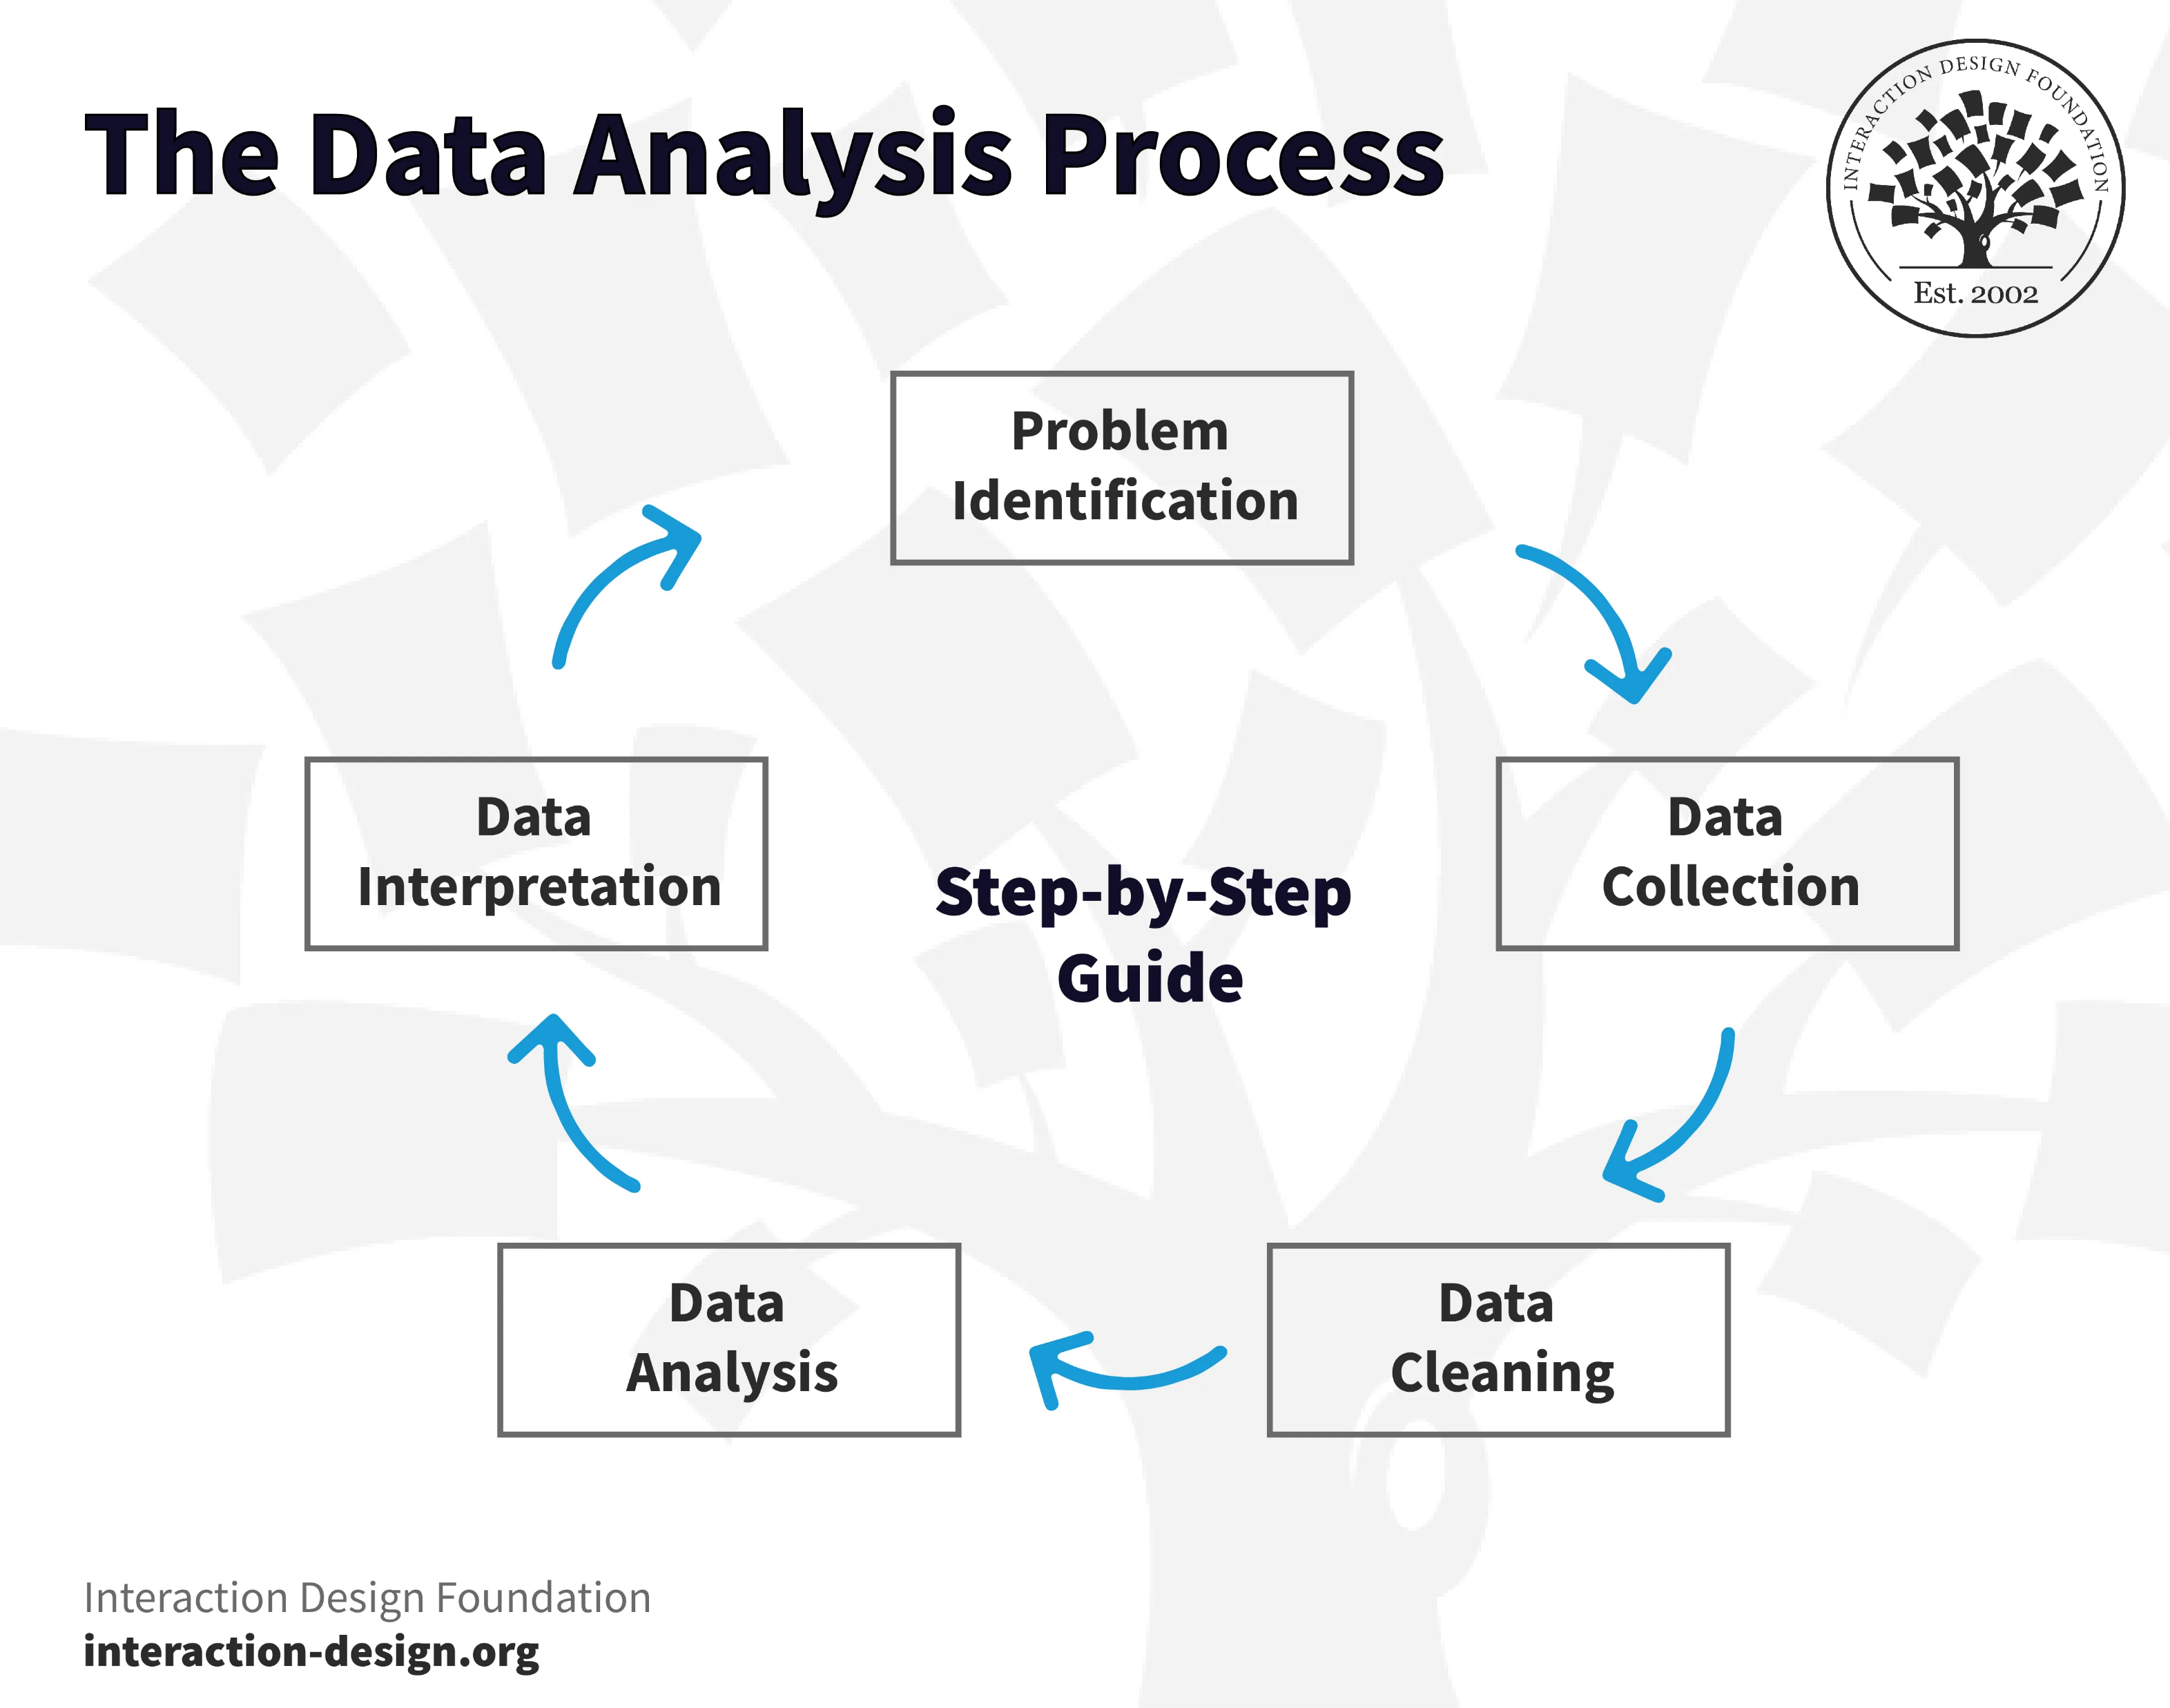 The Data Analysis Process
INTERACTION DESIGN FOUNDATION
Est. 2002
Problem
Identification
Data
Interpretation
Data
Collection
Step-by-Step
Guide
Data
Analysis
Data
Cleaning
Interaction Design Foundation
interaction-design.org